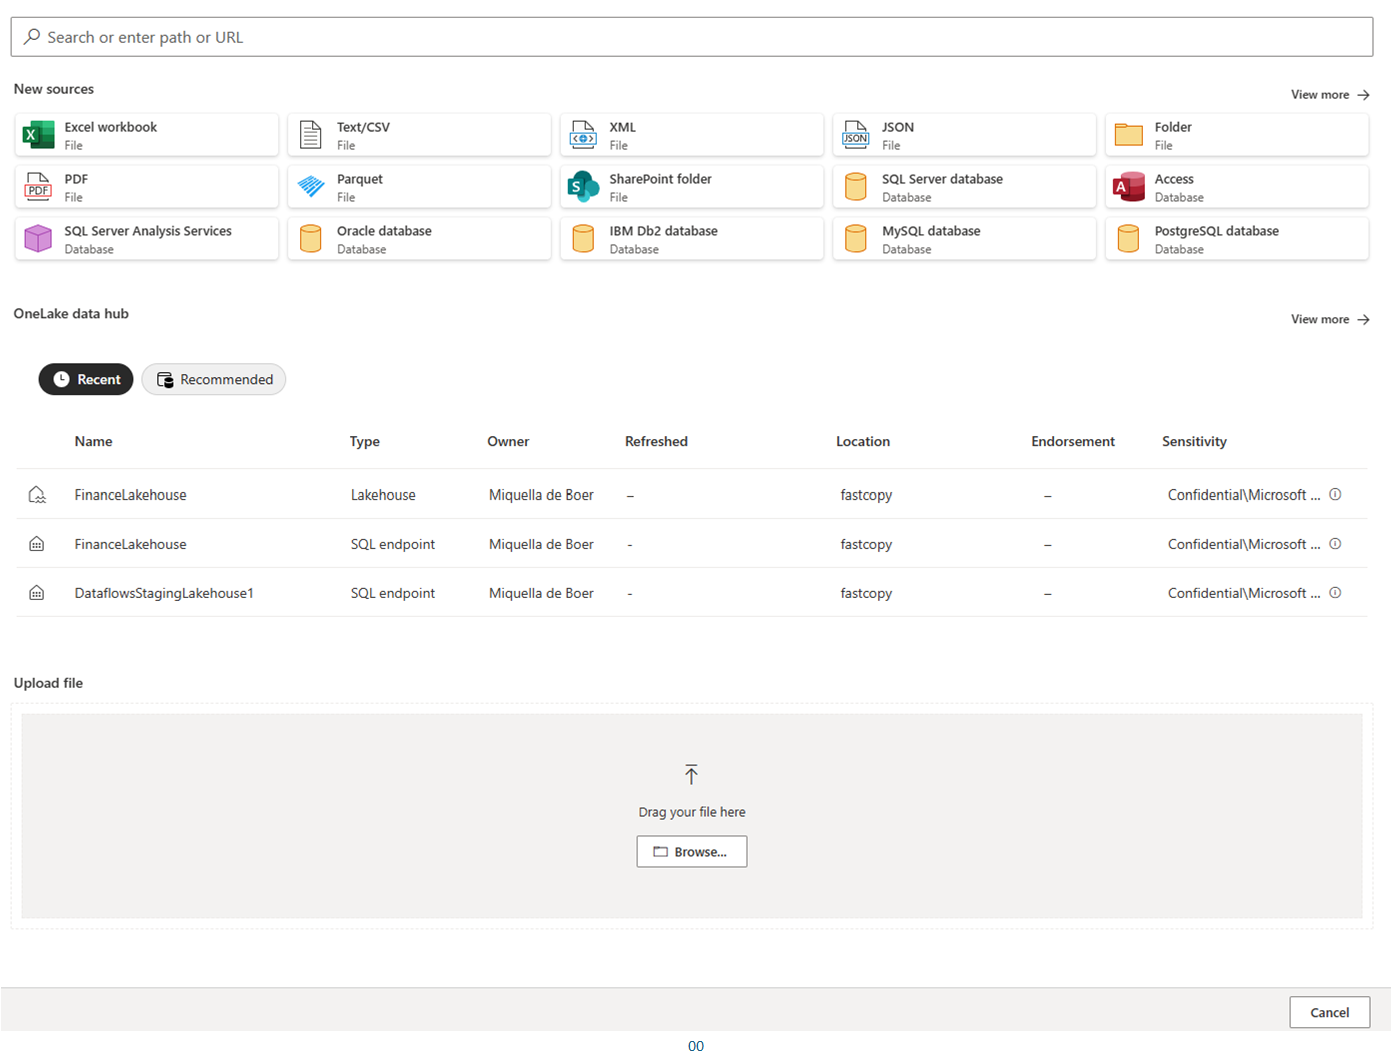 Search or enter path or URL
New sources
View more
Excel workbook
File
Text/CSV
File
XML
File
JSON
File
Folder
File
PDF
File
Parquet
File
SharePoint folder
File
SQL Server database
Database
Access
Database
SQL Server Analysis Services
Database
Oracle database
Database
IBM Db2 database
Database
MySQL database
Database
PostgreSQL database
Database
OneLake data hub
View more
Recent
Recommended
Name Type Owner Refreshed Location Endorsement Sensitivity
FinanceLakehouse Lakehouse Miquella de Boer – fastcopy – Confidential\Microsoft ...
FinanceLakehouse SQL endpoint Miquella de Boer - fastcopy – Confidential\Microsoft ...
DataflowsStagingLakehouse1 SQL endpoint Miquella de Boer - fastcopy – Confidential\Microsoft ...
Upload file
Drag your file here
Browse...
Cancel
00